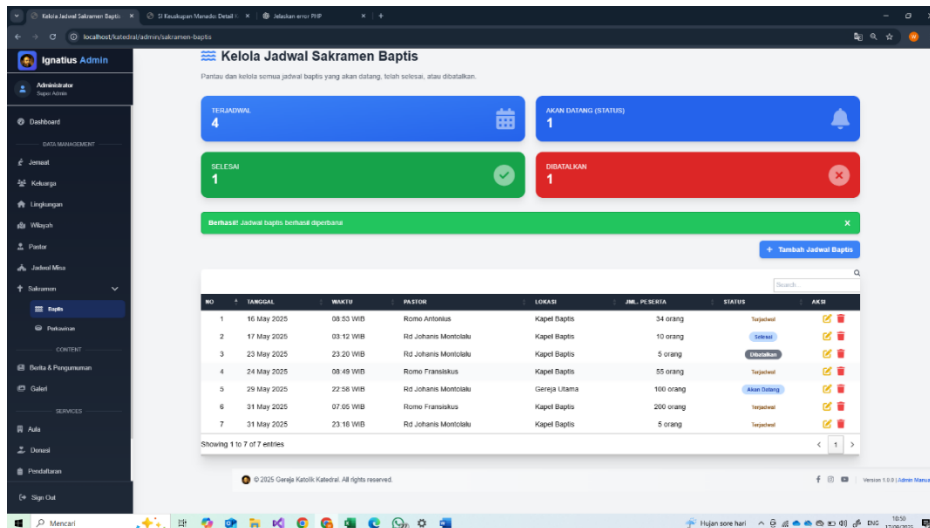 Kelola Jadwal Sakramen Baptis
SI Keuskupan Manado: Detail
Jelaskan error PHP
localhost/katedral/admin/sakramen-baptis
Ignatius Admin
Administrator
Super Admin
Dashboard
DATA MANAGEMENT
Jemaat
Keluarga
Lingkungan
Wilayah
Pastor
Jadwal Misa
Sakramen
Baptis
Perkawinan
CONTENT
Berita & Pengumuman
Galeri
SERVICES
Aula
Donasi
Pendaftaran
Sign Out
Kelola Jadwal Sakramen Baptis
Pantau dan kelola semua jadwal baptis yang akan datang, telah selesai, atau dibatalkan.
TERJADWAL
4
AKAN DATANG (STATUS)
1
SELESAI
1
DIBATALKAN
1
Berhasil! Jadwal baptis berhasil diperbarui
+ Tambah Jadwal Baptis
Search...
NO TANGGAL WAKTU PASTOR LOKASI JML. PESERTA STATUS AKSI
1 16 May 2025 08:53 WIB Romo Antonius Kapel Baptis 34 orang Terjadwal
2 17 May 2025 03:12 WIB Rd Johanis Montolalu Kapel Baptis 10 orang Selesai
3 23 May 2025 23:20 WIB Rd Johanis Montolalu Kapel Baptis 5 orang Dibatalkan
4 24 May 2025 08:49 WIB Romo Fransiskus Kapel Baptis 55 orang Terjadwal
5 29 May 2025 22:58 WIB Rd Johanis Montolalu Gereja Utama 100 orang Akan Datang
6 31 May 2025 07:05 WIB Romo Fransiskus Kapel Baptis 200 orang Terjadwal
7 31 May 2025 23:18 WIB Rd Johanis Montolalu Kapel Baptis 5 orang Terjadwal
Showing 1 to 7 of 7 entries
< 1 >
© 2025 Gereja Katolik Katedral. All rights reserved.
Version 1.0.0 | Admin Manua
Mencari
Hujan sore hari
ENG
18:50
17/06/2025